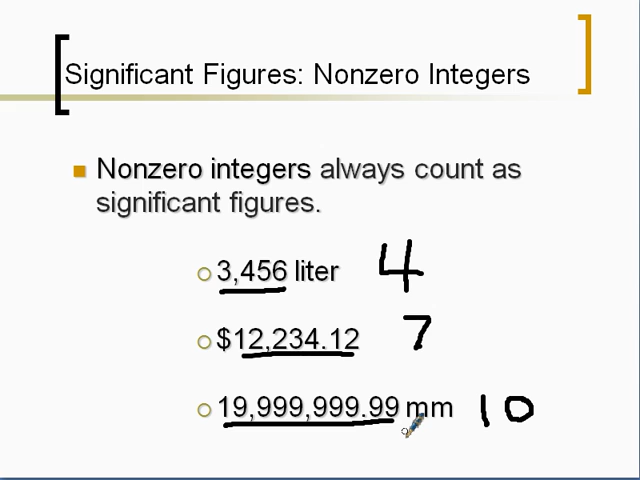 Significant Figures: Nonzero Integers
Nonzero integers always count as
significant figures.
3,456 liter 4
$12,234.12 7
19,999,999.99 mm 10